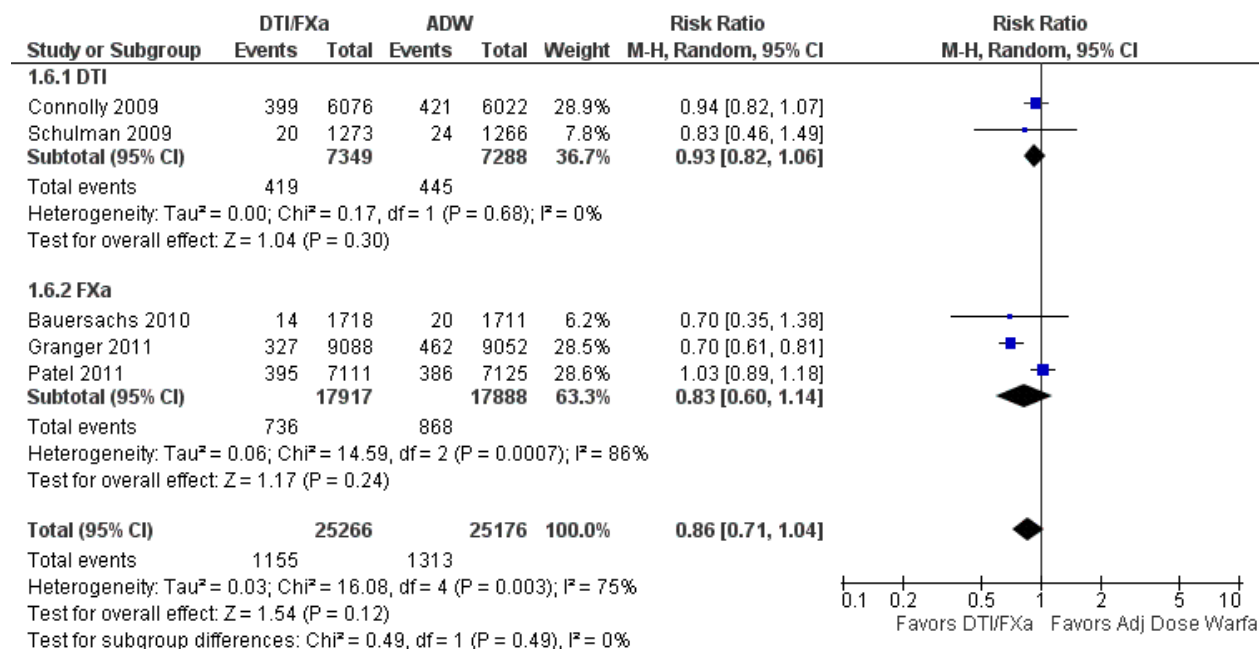 DTI/FXa ADW Risk Ratio Risk Ratio
Study or Subgroup Events Total Events Total Weight M-H, Random, 95% CI M-H, Random, 95% CI
1.6.1 DTI
Connolly 2009 399 6076 421 6022 28.9% 0.94 [0.82, 1.07]
Schulman 2009 20 1273 24 1266 7.8% 0.83 [0.46, 1.49]
Subtotal (95% CI) 7349 7288 36.7% 0.93 [0.82, 1.06]
Total events 419 445
Heterogeneity: Tau² = 0.00; Chi² = 0.17, df = 1 (P = 0.68); I² = 0%
Test for overall effect: Z = 1.04 (P = 0.30)
1.6.2 FXa
Bauersachs 2010 14 1718 20 1711 6.2% 0.70 [0.35, 1.38]
Granger 2011 327 9088 462 9052 28.5% 0.70 [0.61, 0.81]
Patel 2011 395 7111 386 7125 28.6% 1.03 [0.89, 1.18]
Subtotal (95% CI) 17917 17888 63.3% 0.83 [0.60, 1.14]
Total events 736 868
Heterogeneity: Tau² = 0.06; Chi² = 14.59, df = 2 (P = 0.0007); I² = 86%
Test for overall effect: Z = 1.17 (P = 0.24)
Total (95% CI) 25266 25176 100.0% 0.86 [0.71, 1.04]
Total events 1155 1313
Heterogeneity: Tau² = 0.03; Chi² = 16.08, df = 4 (P = 0.003); I² = 75%
Test for overall effect: Z = 1.54 (P = 0.12)
Test for subgroup differences: Chi² = 0.49, df = 1 (P = 0.49), I² = 0%
0.1 0.2 0.5 1 2 5 10
Favors DTI/FXa Favors Adj Dose Warfa